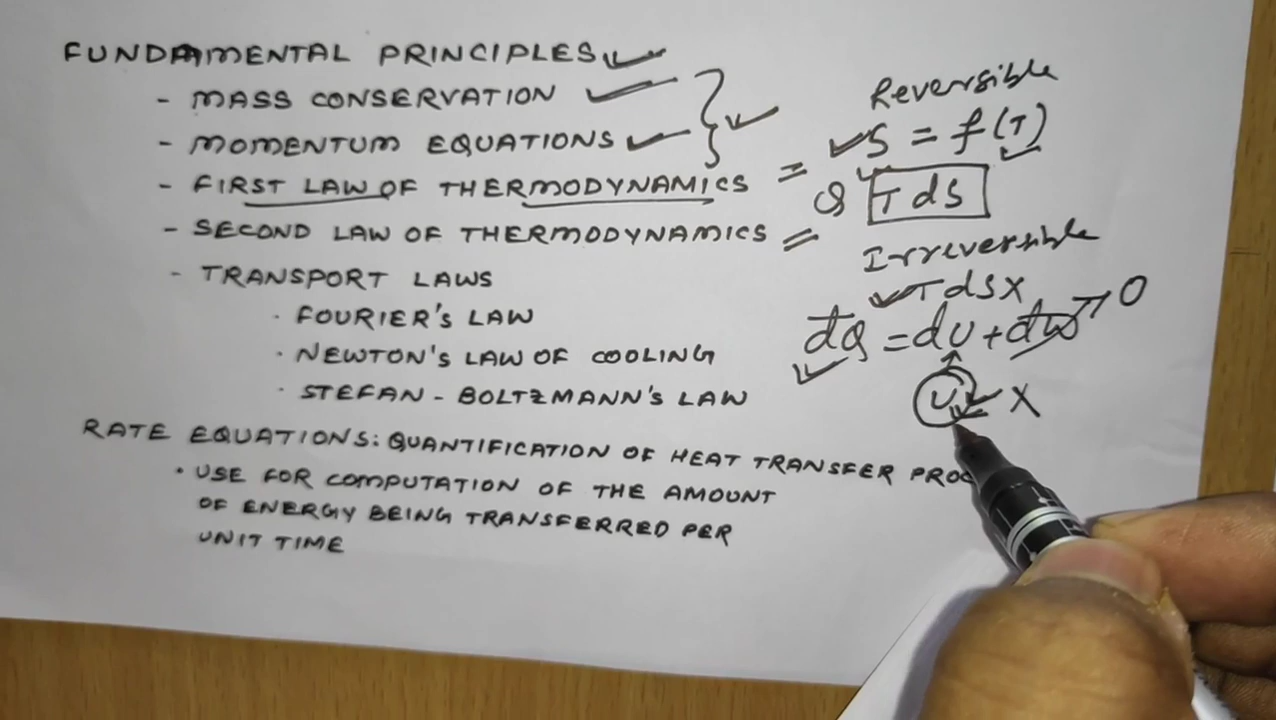 FUNDAMENTAL PRINCIPLES
- MASS CONSERVATION
- MOMENTUM EQUATIONS
- FIRST LAW OF THERMODYNAMICS =
- SECOND LAW OF THERMODYNAMICS =
- TRANSPORT LAWS
· FOURIER'S LAW
· NEWTON'S LAW OF COOLING
· STEFAN - BOLTZMANN'S LAW
RATE EQUATIONS: QUANTIFICATION OF HEAT TRANSFER
· USE FOR COMPUTATION OF THE AMOUNT
OF ENERGY BEING TRANSFERRED PER
UNIT TIME
Reversible
S = f(T)
Q TdS
Irreversible
TdS X
dQ = dU + dW 0
U X